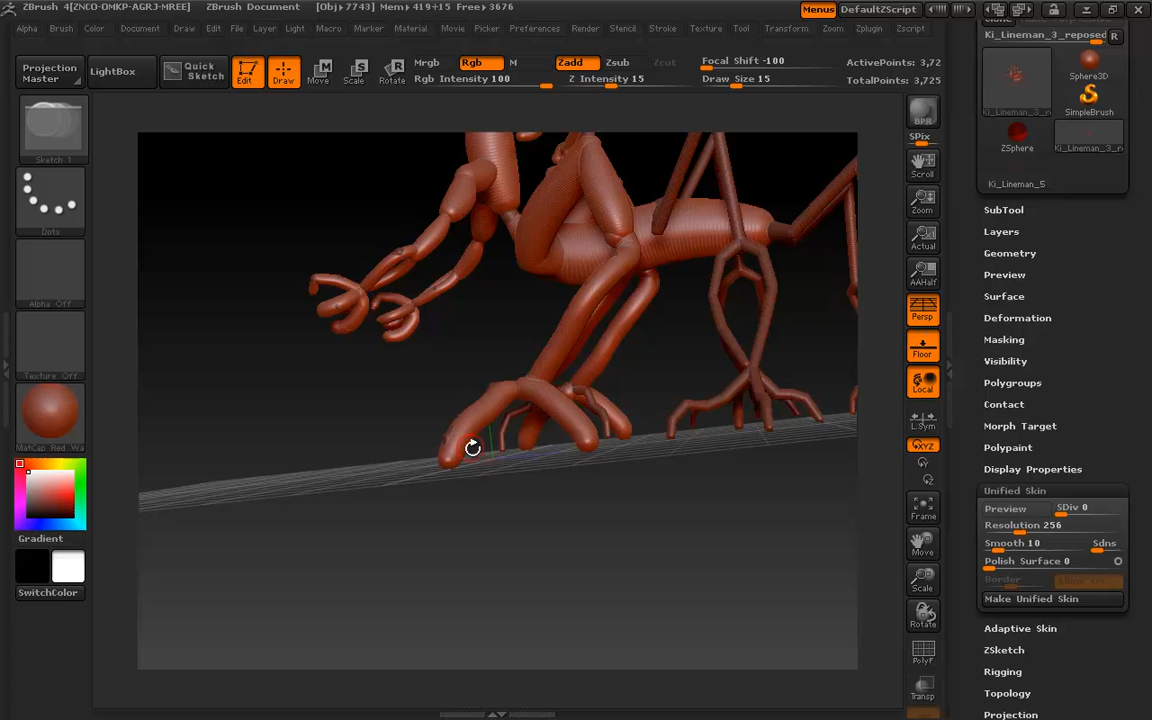 ZBrush 4[ZNCO-OMKP-AGRJ-MREE] ZBrush Document [Obj]7743] Mem▸419+15 Free▸3676 Menus DefaultZScript
Alpha Brush Color Document Draw Edit File Layer Light Macro Marker Material Movie Picker Preferences Render Stencil Stroke Texture Tool Transform Zoom Zplugin Zscript
Projection Master
LightBox
Quick Sketch
Edit
Draw
Move
Scale
Rotate
Mrgb Rgb M
Rgb Intensity 100
Zadd Zsub Zcut
Z Intensity 15
Focal Shift -100
Draw Size 15
ActivePoints: 3,72
TotalPoints: 3,725
Sketch 1
Dots
Alpha Off
Texture Off
MatCap Red Wa
Gradient
SwitchColor
BPR
SPix
Scroll
Zoom
Actual
AAHalf
Persp
Floor
Local
L.Sym
XYZ
Frame
Move
Scale
Rotate
PolyF
Transp
Ki_Lineman_3_reposed R
Ki_Lineman_3_r
Sphere3D
SimpleBrush
ZSphere
Ki_Lineman_3_r
Ki_Lineman_5
SubTool
Layers
Geometry
Preview
Surface
Deformation
Masking
Visibility
Polygroups
Contact
Morph Target
Polypaint
Display Properties
Unified Skin
Preview SDiv 0
Resolution 256
Smooth 10 Sdns
Polish Surface 0
Border
Make Unified Skin
Adaptive Skin
ZSketch
Rigging
Topology
Projection